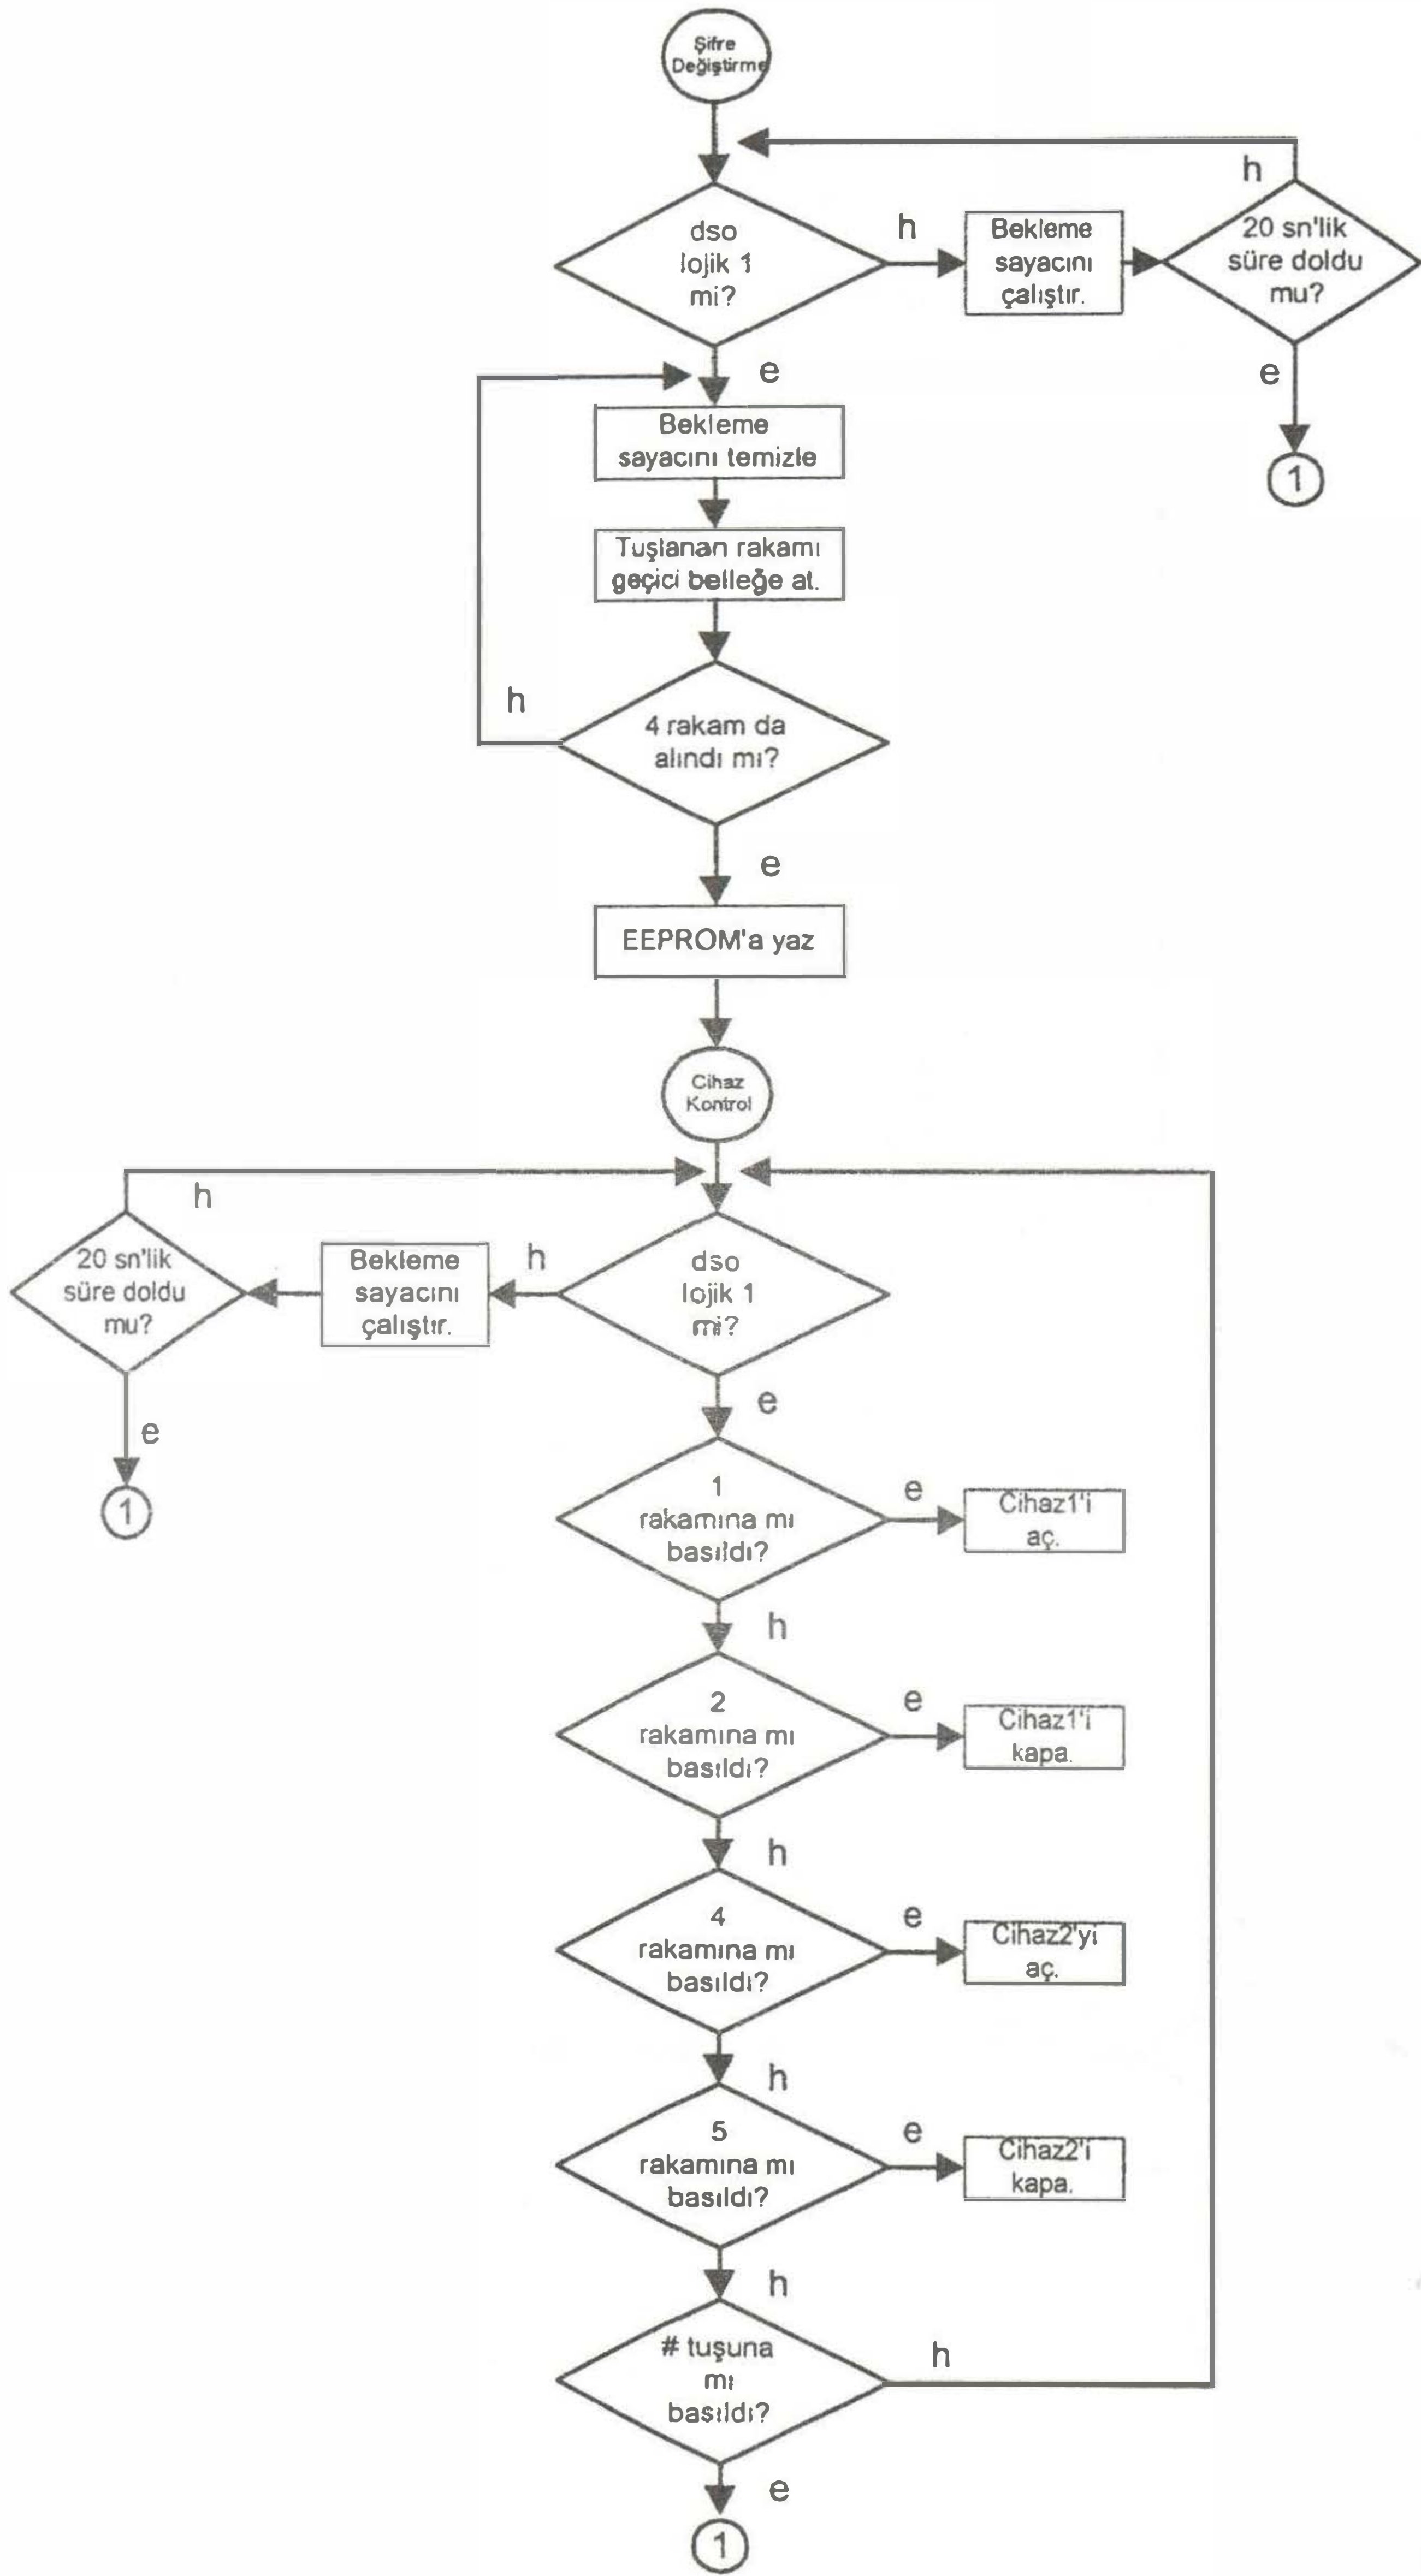 Şifre
Değiştirme
h
dso
lojik 1
mi?
h
Bekleme
sayacını
çalıştır.
20 sn'lik
süre doldu
mu?
e
e
Bekleme
sayacını temizle
1
Tuşlanan rakamı
geçici belleğe at.
h
4 rakam da
alındı mı?
e
EEPROM'a yaz
Cihaz
Kontrol
h
20 sn'lik
süre doldu
mu?
Bekleme
sayacını
çalıştır.
h
dso
lojik 1
mi?
e
e
1
1
rakamına mı
basıldı?
e
Cihaz1'i
aç.
h
2
rakamına mı
basıldı?
e
Cihaz1'i
kapa.
h
4
rakamına mı
basıldı?
e
Cihaz2'yi
aç.
h
5
rakamına mı
basıldı?
e
Cihaz2'i
kapa.
h
# tuşuna
mı
basıldı?
h
e
1